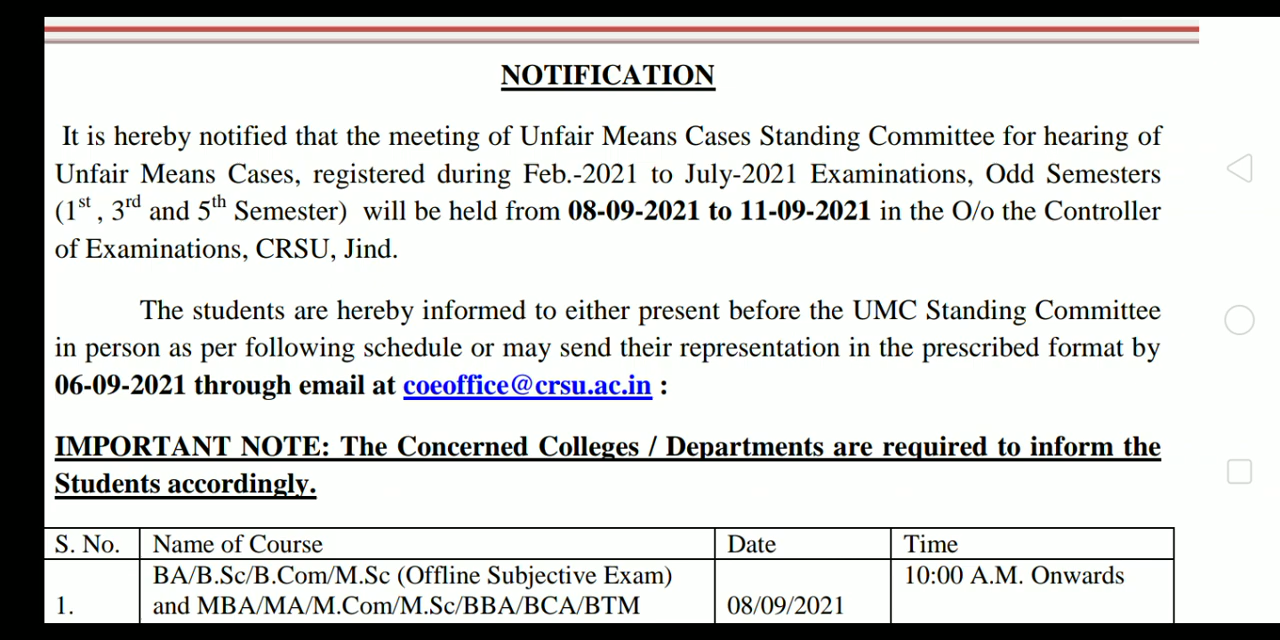 NOTIFICATION
It is hereby notified that the meeting of Unfair Means Cases Standing Committee for hearing of
Unfair Means Cases, registered during Feb.-2021 to July-2021 Examinations, Odd Semesters
(1st , 3rd and 5th Semester) will be held from 08-09-2021 to 11-09-2021 in the O/o the Controller
of Examinations, CRSU, Jind.
The students are hereby informed to either present before the UMC Standing Committee
in person as per following schedule or may send their representation in the prescribed format by
06-09-2021 through email at coeoffice@crsu.ac.in :
IMPORTANT NOTE: The Concerned Colleges / Departments are required to inform the
Students accordingly.
S. No. Name of Course Date Time
BA/B.Sc/B.Com/M.Sc (Offline Subjective Exam) 10:00 A.M. Onwards
1. and MBA/MA/M.Com/M.Sc/BBA/BCA/BTM 08/09/2021